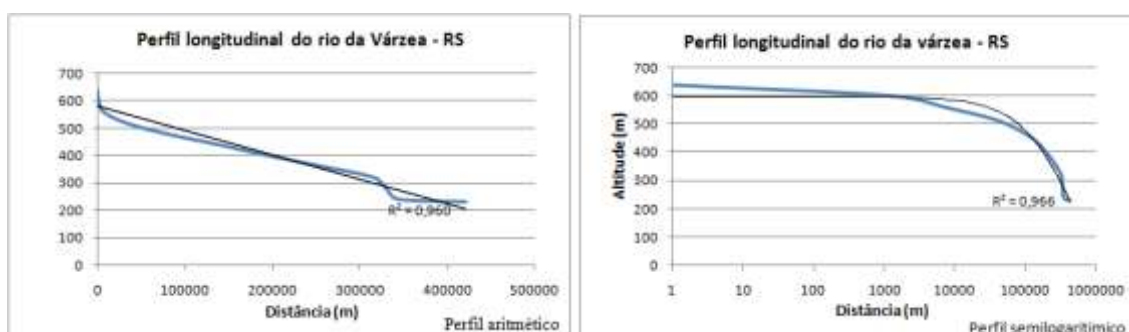 Perfil longitudinal do rio da Várzea - RS
700
600
500
400
300
200
100
0
R² = 0,960
0 100000 200000 300000 400000 500000
Distância (m)
Perfil aritmético
Perfil longitudinal do rio da várzea - RS
Altitude (m)
700
600
500
400
300
200
100
0
R² = 0,966
1 10 100 1000 10000 100000 1000000
Distância (m)
Perfil semilogaritímico